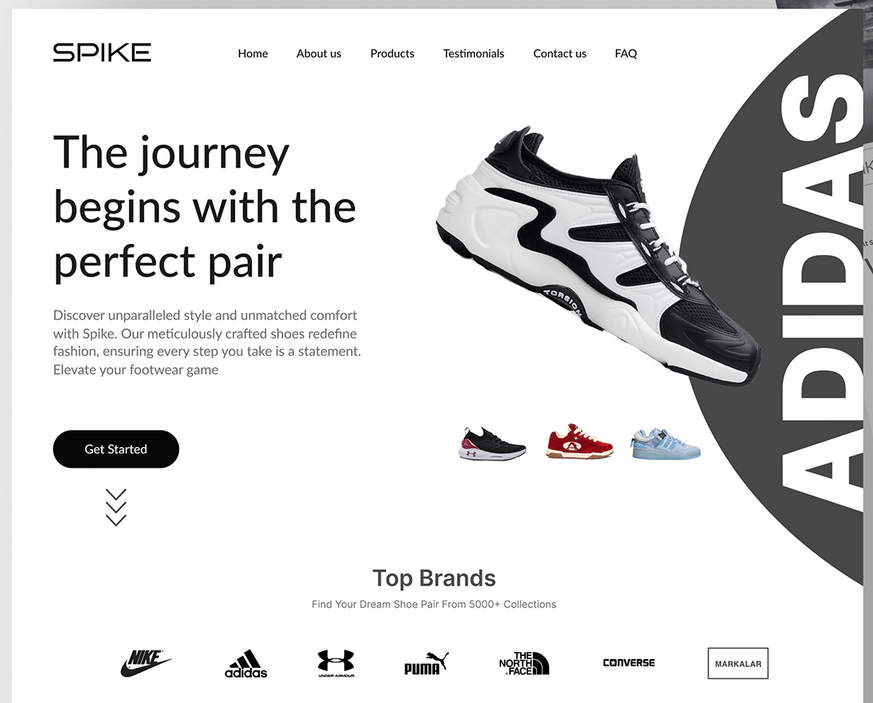 SPIKE
Home About us Products Testimonials Contact us FAQ
The journey
begins with the
perfect pair
Discover unparalleled style and unmatched comfort
with Spike. Our meticulously crafted shoes redefine
fashion, ensuring every step you take is a statement.
Elevate your footwear game
Get Started
TORSION
ADIDAS
Top Brands
Find Your Dream Shoe Pair From 5000+ Collections
NIKE
adidas
UNDER ARMOUR
PUMA
THE
NORTH
FACE
CONVERSE
MARKALAR